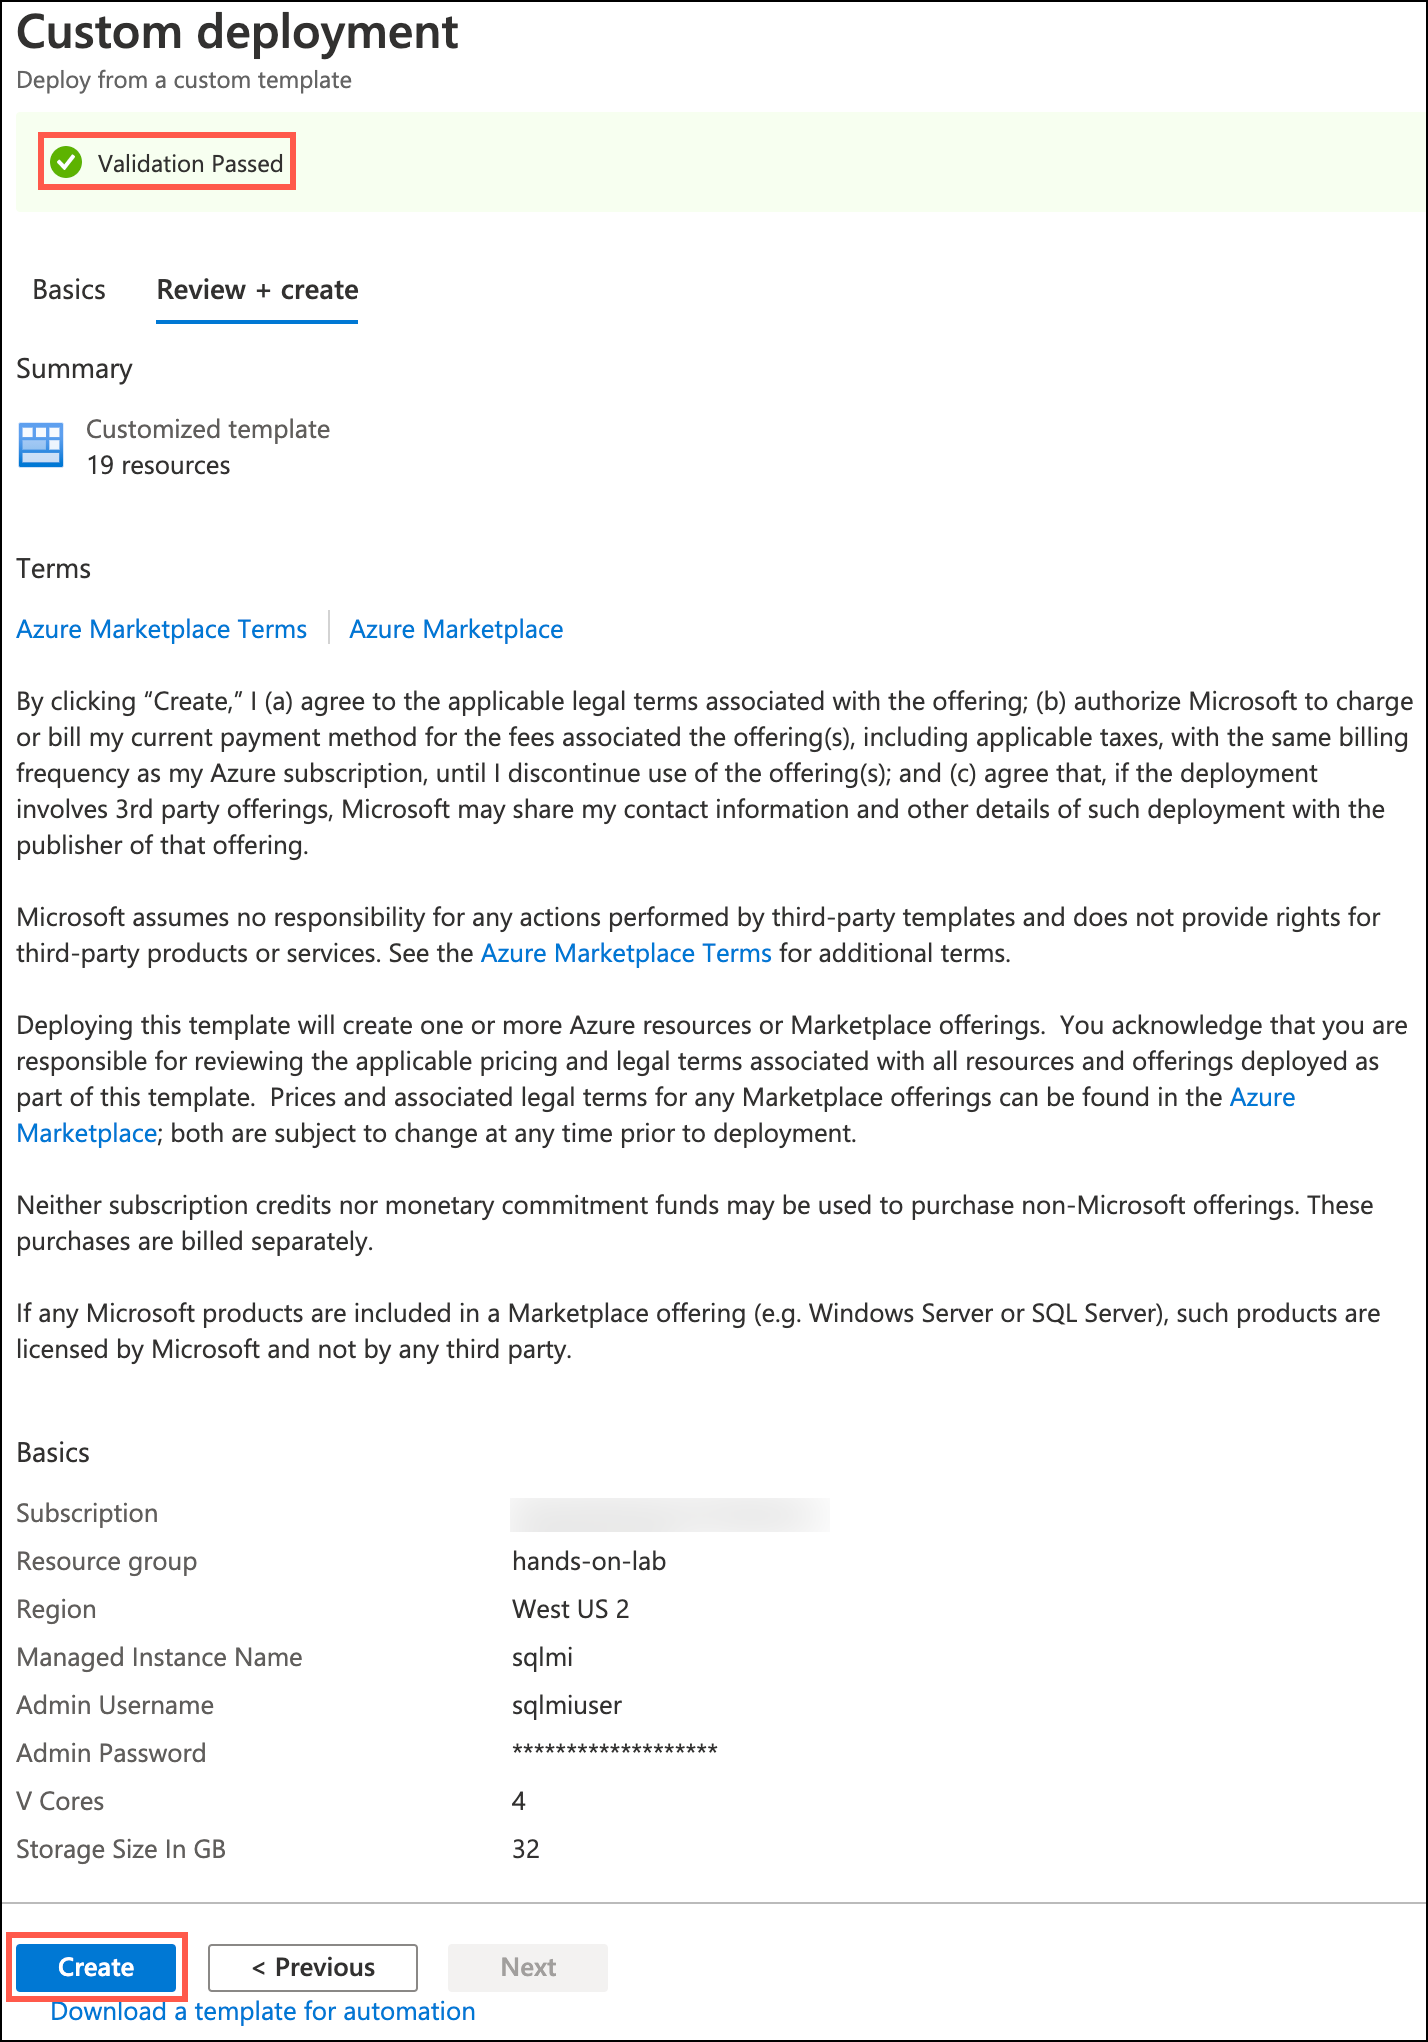 Custom deployment
Deploy from a custom template
Validation Passed
Basics
Review + create
Summary
Customized template
19 resources
Terms
Azure Marketplace Terms
Azure Marketplace
By clicking “Create,” I (a) agree to the applicable legal terms associated with the offering; (b) authorize Microsoft to charge
or bill my current payment method for the fees associated the offering(s), including applicable taxes, with the same billing
frequency as my Azure subscription, until I discontinue use of the offering(s); and (c) agree that, if the deployment
involves 3rd party offerings, Microsoft may share my contact information and other details of such deployment with the
publisher of that offering.
Microsoft assumes no responsibility for any actions performed by third-party templates and does not provide rights for
third-party products or services. See the Azure Marketplace Terms for additional terms.
Deploying this template will create one or more Azure resources or Marketplace offerings.  You acknowledge that you are
responsible for reviewing the applicable pricing and legal terms associated with all resources and offerings deployed as
part of this template.  Prices and associated legal terms for any Marketplace offerings can be found in the Azure
Marketplace; both are subject to change at any time prior to deployment.
Neither subscription credits nor monetary commitment funds may be used to purchase non-Microsoft offerings. These
purchases are billed separately.
If any Microsoft products are included in a Marketplace offering (e.g. Windows Server or SQL Server), such products are
licensed by Microsoft and not by any third party.
Basics
Subscription
Resource group hands-on-lab
Region West US 2
Managed Instance Name sqlmi
Admin Username sqlmiuser
Admin Password *******************
V Cores 4
Storage Size In GB 32
Create
< Previous
Next
Download a template for automation